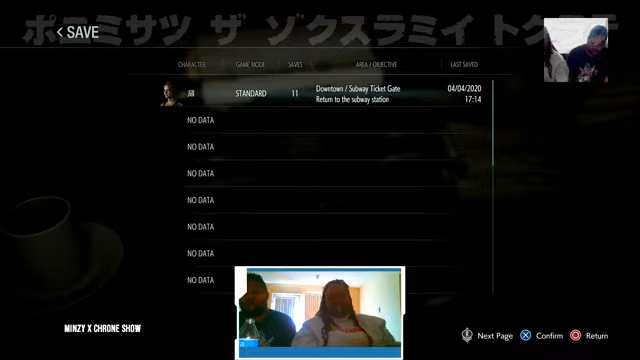 ポニミサツ ザ ゾクスラミイ
< SAVE
CHARACTER GAME MODE SAVES AREA / OBJECTIVE LAST SAVED
Jill STANDARD 11 Downtown / Subway Ticket Gate 04/04/2020
Return to the subway station 17:14
NO DATA
NO DATA
NO DATA
NO DATA
NO DATA
NO DATA
NO DATA
MINZY X CHRONE SHOW
Next Page Confirm Return